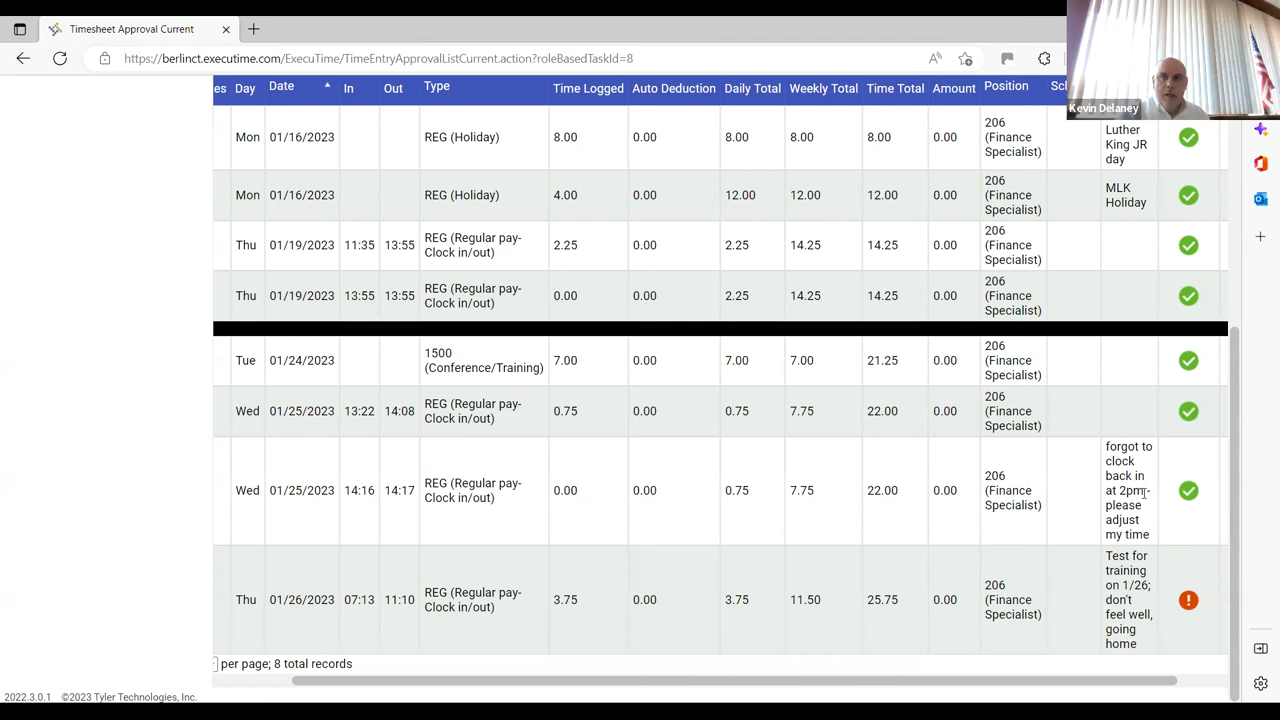 Timesheet Approval Current
https://berlinct.executime.com/ExecuTime/TimeEntryApprovalListCurrent.action?roleBasedTaskId=8
Kevin Delaney
es Day Date In Out Type Time Logged Auto Deduction Daily Total Weekly Total Time Total Amount Position Sc
Mon 01/16/2023 REG (Holiday) 8.00 0.00 8.00 8.00 8.00 0.00
206
(Finance
Specialist)
Luther
King JR
day
Mon 01/16/2023 REG (Holiday) 4.00 0.00 12.00 12.00 12.00 0.00
206
(Finance
Specialist)
MLK
Holiday
Thu 01/19/2023 11:35 13:55
REG (Regular pay-
Clock in/out)
2.25 0.00 2.25 14.25 14.25 0.00
206
(Finance
Specialist)
Thu 01/19/2023 13:55 13:55
REG (Regular pay-
Clock in/out)
0.00 0.00 2.25 14.25 14.25 0.00
206
(Finance
Specialist)
Tue 01/24/2023
1500
(Conference/Training)
7.00 0.00 7.00 7.00 21.25 0.00
206
(Finance
Specialist)
Wed 01/25/2023 13:22 14:08
REG (Regular pay-
Clock in/out)
0.75 0.00 0.75 7.75 22.00 0.00
206
(Finance
Specialist)
Wed 01/25/2023 14:16 14:17
REG (Regular pay-
Clock in/out)
0.00 0.00 0.75 7.75 22.00 0.00
206
(Finance
Specialist)
forgot to
clock
back in
at 2pm-
please
adjust
my time
Thu 01/26/2023 07:13 11:10
REG (Regular pay-
Clock in/out)
3.75 0.00 3.75 11.50 25.75 0.00
206
(Finance
Specialist)
Test for
training
on 1/26;
don't
feel well,
going
home
per page; 8 total records
2022.3.0.1 ©2023 Tyler Technologies, Inc.